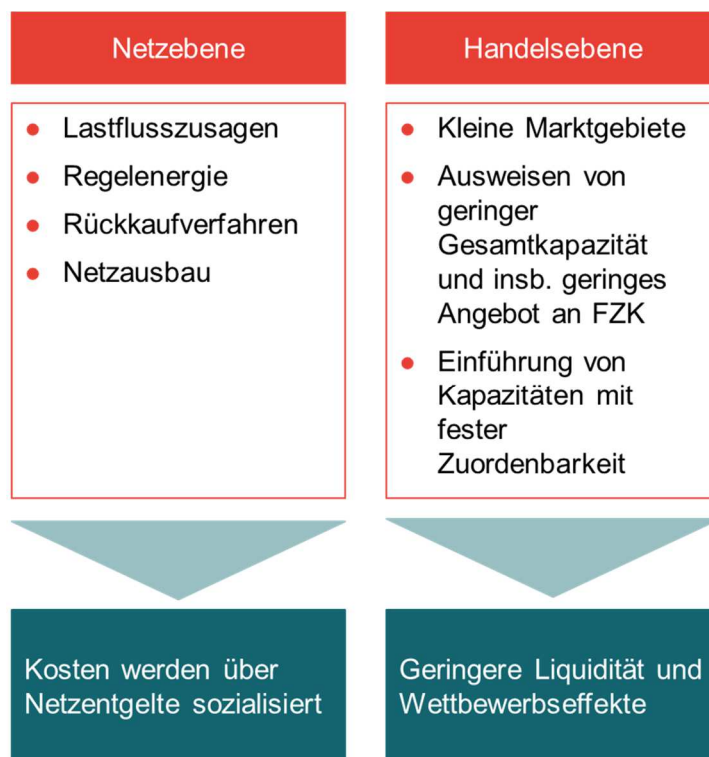 Netzebene
Lastflusszusagen
Regelenergie
Rückkaufverfahren
Netzausbau
Kosten werden über
Netzentgelte sozialisiert
Handelsebene
Kleine Marktgebiete
Ausweisen von
geringer
Gesamtkapazität
und insb. geringes
Angebot an FZK
Einführung von
Kapazitäten mit
fester
Zuordenbarkeit
Geringere Liquidität und
Wettbewerbseffekte